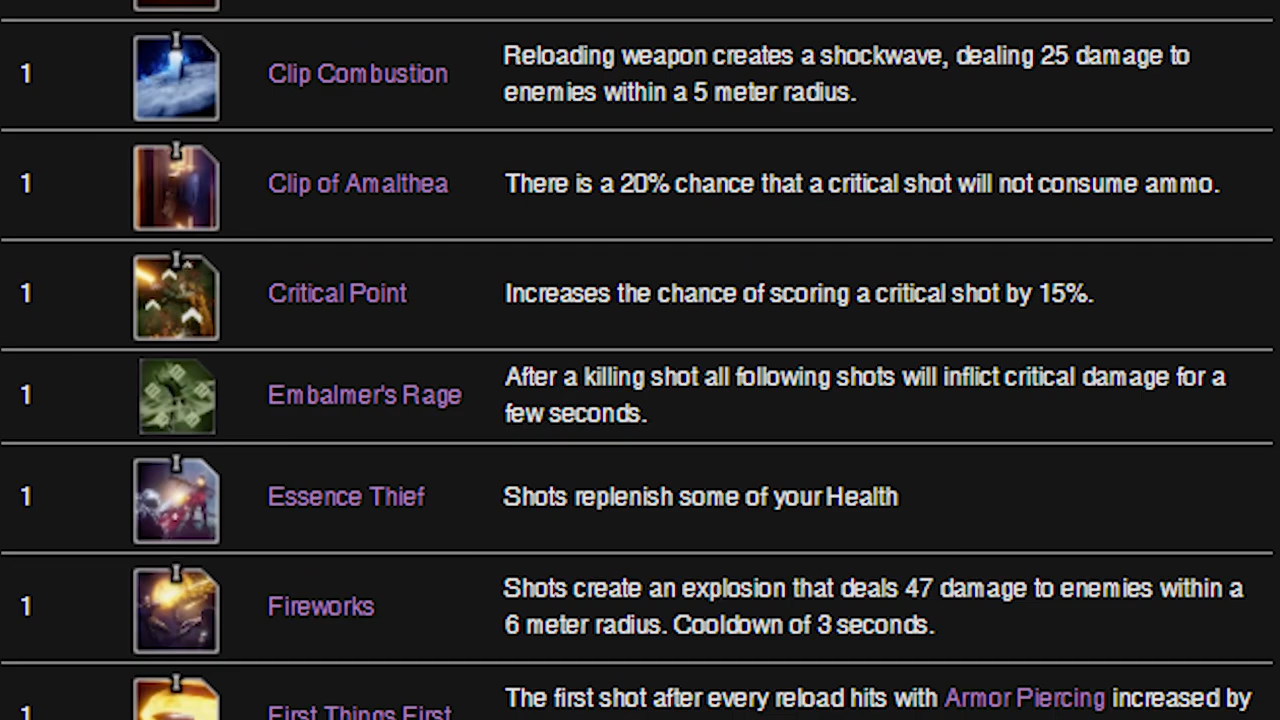 1 Clip Combustion Reloading weapon creates a shockwave, dealing 25 damage to
enemies within a 5 meter radius.
1 Clip of Amalthea There is a 20% chance that a critical shot will not consume ammo.
1 Critical Point Increases the chance of scoring a critical shot by 15%.
1 Embalmer's Rage After a killing shot all following shots will inflict critical damage for a
few seconds.
1 Essence Thief Shots replenish some of your Health
1 Fireworks Shots create an explosion that deals 47 damage to enemies within a
6 meter radius. Cooldown of 3 seconds.
1 First Things First The first shot after every reload hits with Armor Piercing increased by